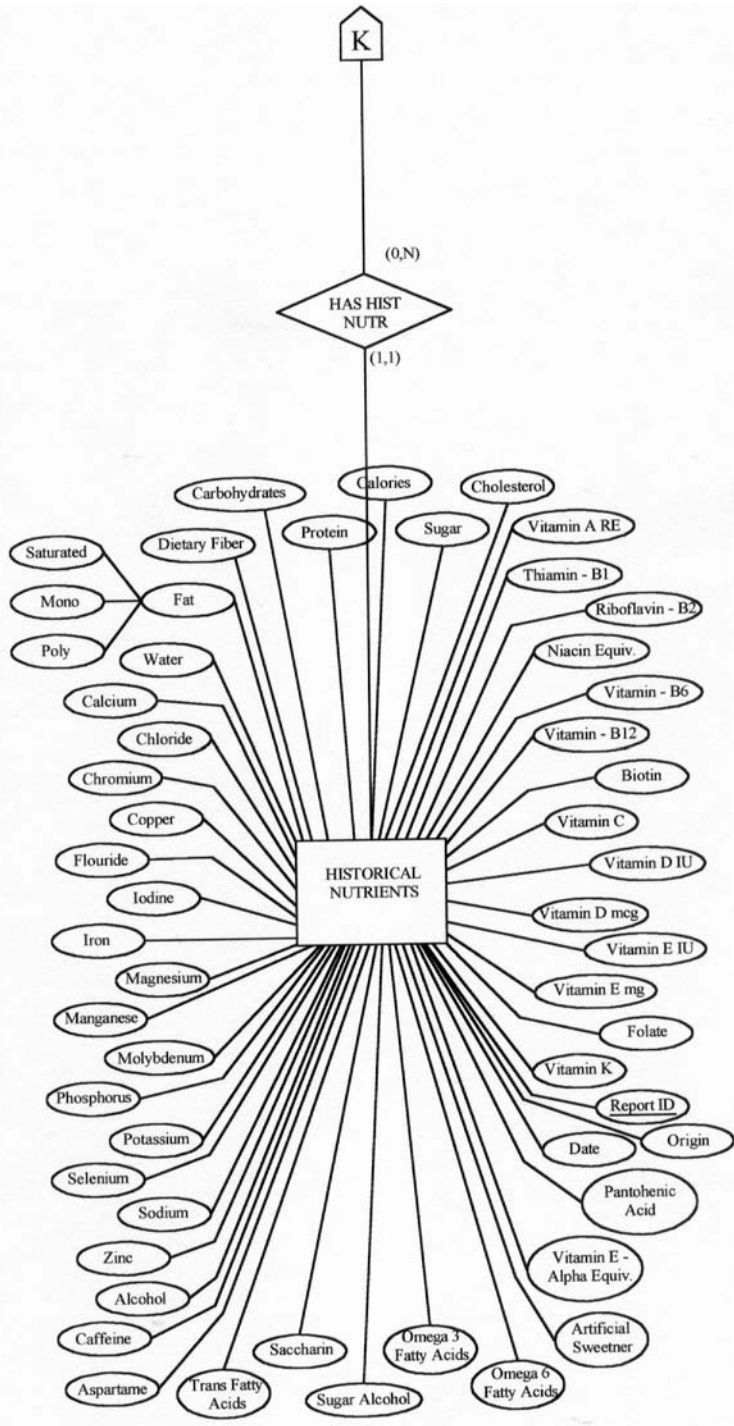 K
(0,N)
HAS HIST
NUTR
(1,1)
Calories
Carbohydrates
Cholesterol
Protein
Sugar
Vitamin A RE
Dietary Fiber
Saturated
Thiamin - B1
Mono
Fat
Riboflavin - B2
Poly
Niacin Equiv.
Water
Vitamin - B6
Calcium
Chloride
Vitamin - B12
Chromium
Biotin
Copper
Vitamin C
Flouride
Vitamin D IU
HISTORICAL
NUTRIENTS
Iodine
Vitamin D mcg
Iron
Vitamin E IU
Magnesium
Vitamin E mg
Manganese
Folate
Molybdenum
Vitamin K
Phosphorus
Report ID
Potassium
Date
Origin
Selenium
Pantohenic
Acid
Sodium
Zinc
Vitamin E -
Alpha Equiv.
Alcohol
Caffeine
Saccharin
Omega 3
Fatty Acids
Artificial
Sweetner
Aspartame
Trans Fatty
Acids
Sugar Alcohol
Omega 6
Fatty Acids